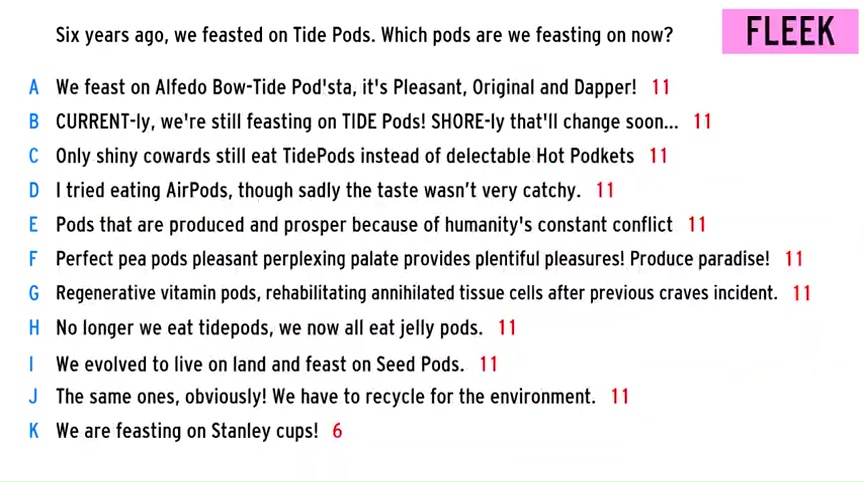 Six years ago, we feasted on Tide Pods. Which pods are we feasting on now?
FLEEK
A We feast on Alfedo Bow-Tide Pod'sta, it's Pleasant, Original and Dapper! 11
B CURRENT-ly, we're still feasting on TIDE Pods! SHORE-ly that'll change soon... 11
C Only shiny cowards still eat TidePods instead of delectable Hot Podkets 11
D I tried eating AirPods, though sadly the taste wasn't very catchy. 11
E Pods that are produced and prosper because of humanity's constant conflict 11
F Perfect pea pods pleasant perplexing palate provides plentiful pleasures! Produce paradise! 11
G Regenerative vitamin pods, rehabilitating annihilated tissue cells after previous craves incident. 11
H No longer we eat tidepods, we now all eat jelly pods. 11
I We evolved to live on land and feast on Seed Pods. 11
J The same ones, obviously! We have to recycle for the environment. 11
K We are feasting on Stanley cups! 6